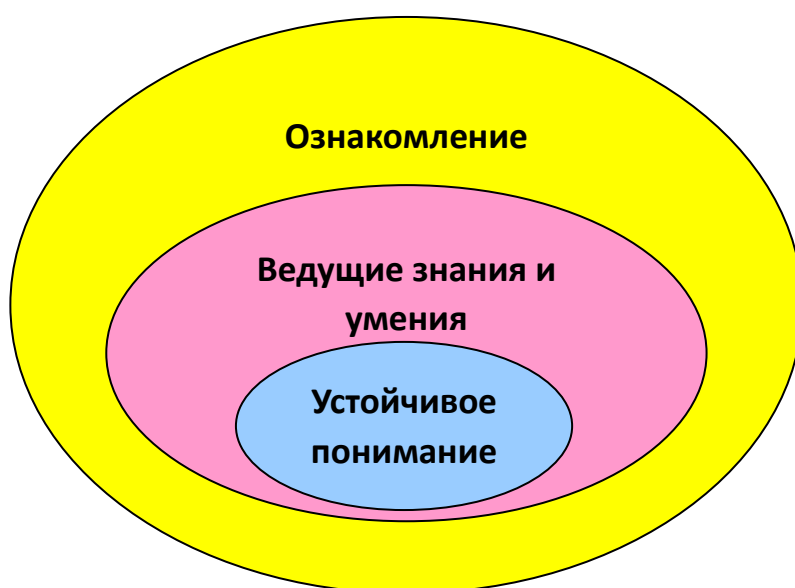 Ознакомление
Ведущие знания и
умения
Устойчивое
понимание